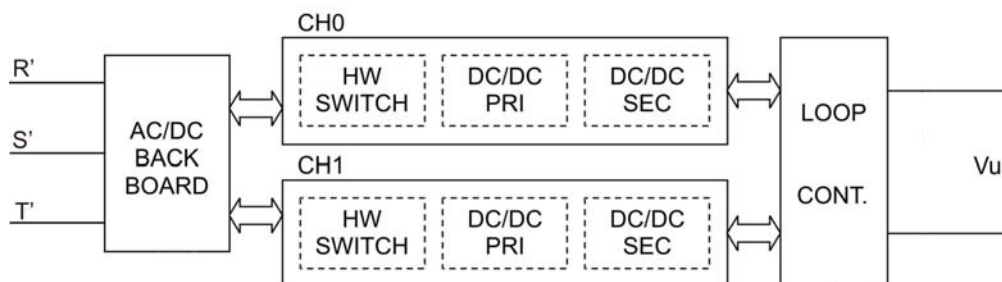 CH0
R'
S'
T'
AC/DC
BACK
BOARD
HW
SWITCH
DC/DC
PRI
DC/DC
SEC
CH1
HW
SWITCH
DC/DC
PRI
DC/DC
SEC
LOOP
CONT.
Vu